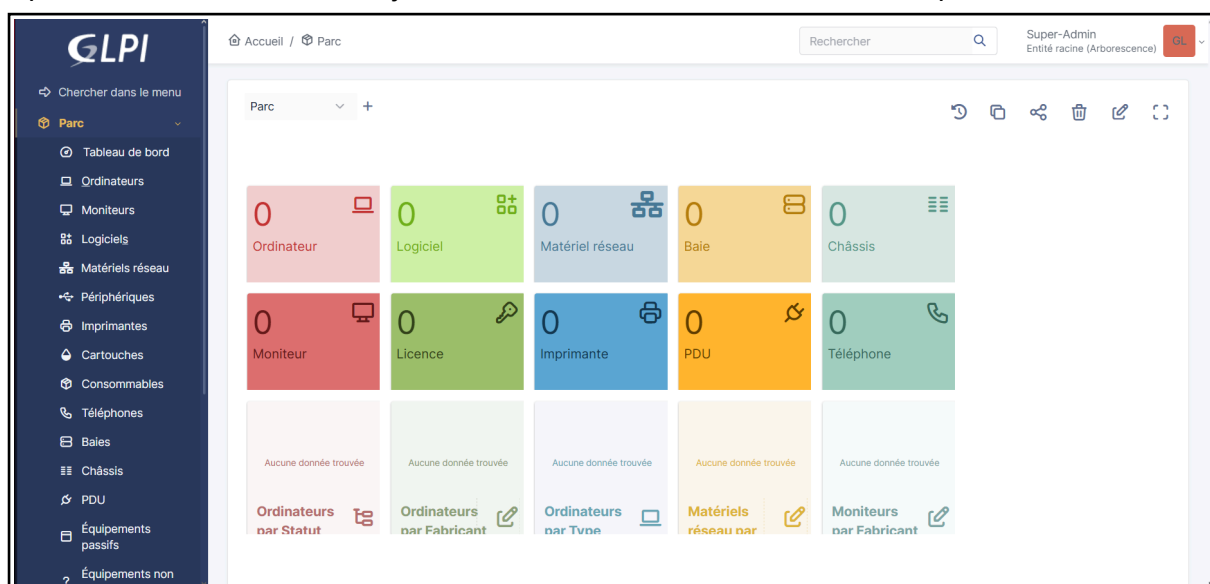 GLPI
Accueil / Parc
Rechercher
Super-Admin
Entité racine (Arborescence)
GL
Chercher dans le menu
Parc
Tableau de bord
Ordinateurs
Moniteurs
Logiciels
Matériels réseau
Périphériques
Imprimantes
Cartouches
Consommables
Téléphones
Baies
Châssis
PDU
Équipements
passifs
Équipements non
Parc
0 0 0 0 0
Ordinateur Logiciel Matériel réseau Baie Châssis
0 0 0 0 0
Moniteur Licence Imprimante PDU Téléphone
Aucune donnée trouvée Aucune donnée trouvée Aucune donnée trouvée Aucune donnée trouvée Aucune donnée trouvée
Ordinateurs Ordinateurs Ordinateurs Matériels Moniteurs
par Statut par Fabricant par Type réseau par par Fabricant